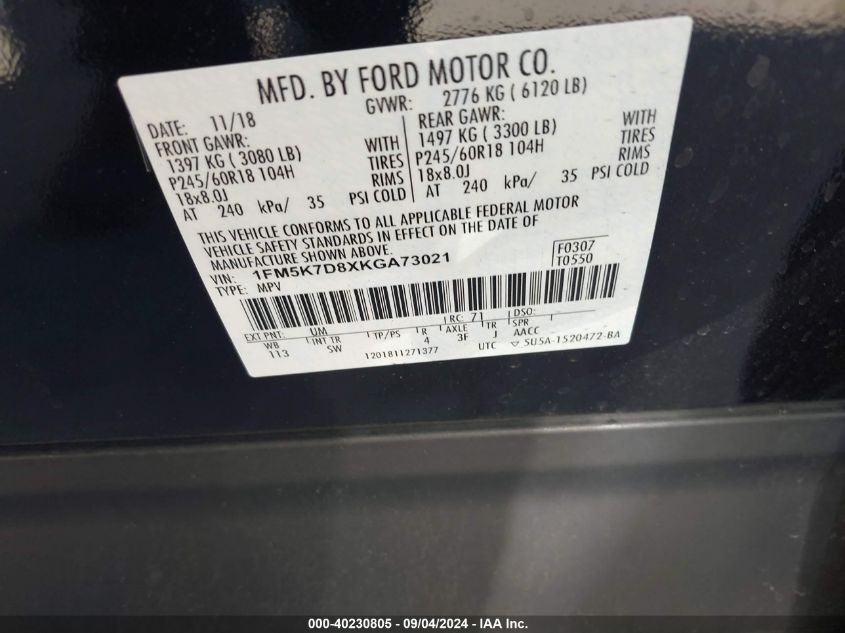 MFD. BY FORD MOTOR CO.
DATE: 11/18 GVWR: 2776 KG ( 6120 LB)
FRONT GAWR: REAR GAWR:
1397 KG ( 3080 LB) WITH 1497 KG ( 3300 LB) WITH
P245/60R18 104H TIRES P245/60R18 104H TIRES
18x8.0J RIMS 18x8.0J RIMS
AT 240 kPa/ 35 PSI COLD AT 240 kPa/ 35 PSI COLD
THIS VEHICLE CONFORMS TO ALL APPLICABLE FEDERAL MOTOR
VEHICLE SAFETY STANDARDS IN EFFECT ON THE DATE OF
MANUFACTURE SHOWN ABOVE.
VIN: 1FM5K7D8XKGA73021 F0307
TYPE: MPV T0550
EXT PNT: UM RC: 71 DSO:
WB INT TR TP/PS R AXLE TR SPR
113 SW 4 3F J AACC
1201811271377 UTC ▽ 5U5A-1520472-BA
000-40230805 - 09/04/2024 - IAA Inc.